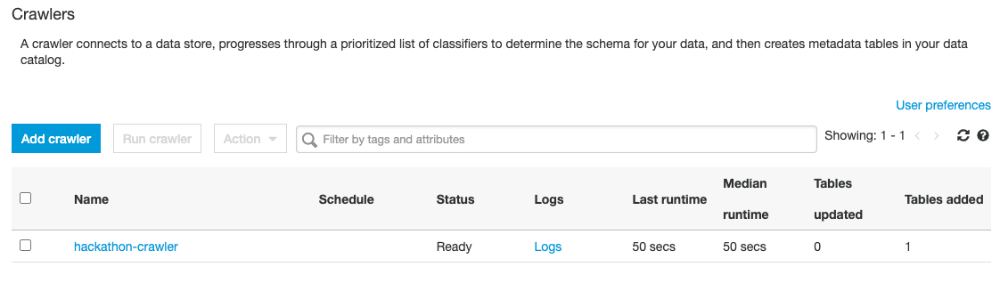 Crawlers
A crawler connects to a data store, progresses through a prioritized list of classifiers to determine the schema for your data, and then creates metadata tables in your data
catalog.
User preferences
Add crawler Run crawler Action Filter by tags and attributes Showing: 1 - 1
Name Schedule Status Logs Last runtime Median runtime Tables updated Tables added
hackathon-crawler Ready Logs 50 secs 50 secs 0 1